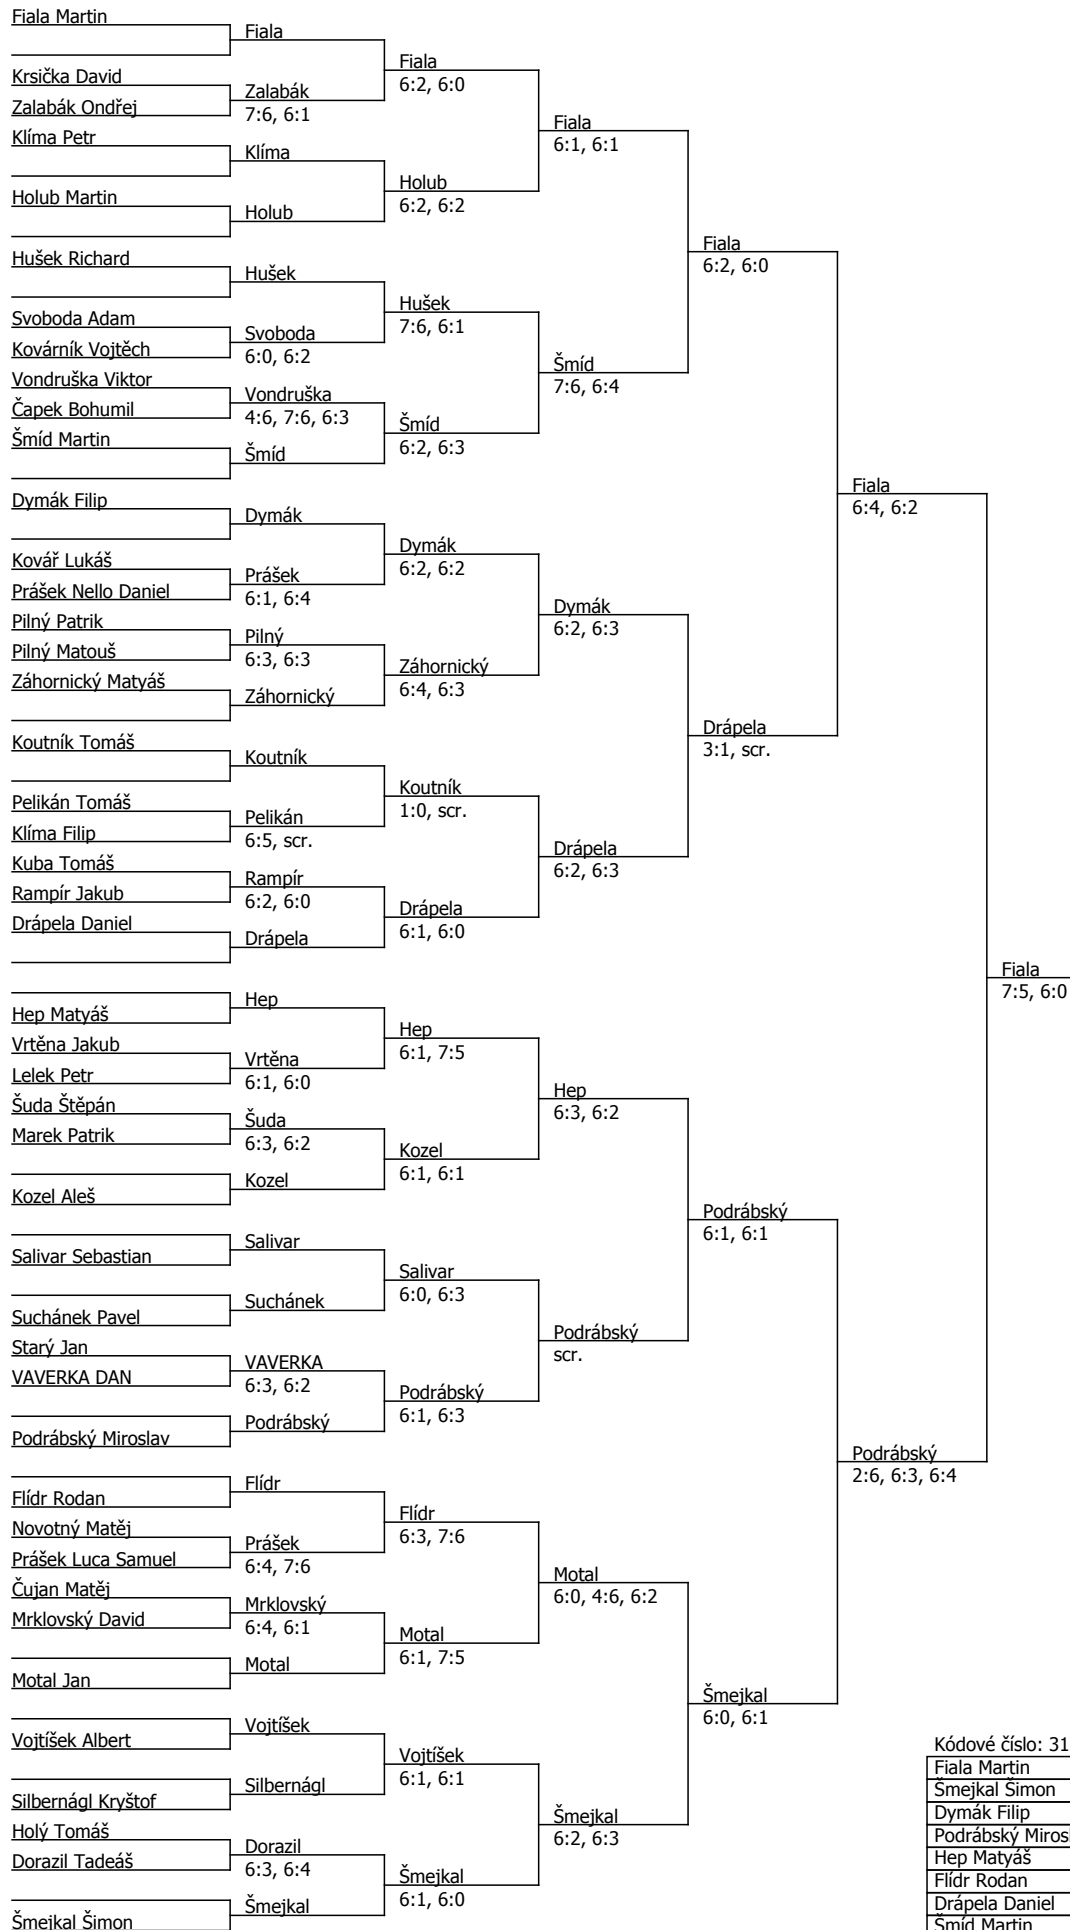 Fiala Martin
Krsička David
Zalabák Ondřej
Klíma Petr
Holub Martin
Hušek Richard
Svoboda Adam
Kovárník Vojtěch
Vondruška Viktor
Čapek Bohumil
Šmíd Martin
Dymák Filip
Kovář Lukáš
Prášek Nello Daniel
Pilný Patrik
Pilný Matouš
Záhornický Matyáš
Koutník Tomáš
Pelikán Tomáš
Klíma Filip
Kuba Tomáš
Rampír Jakub
Drápela Daniel
Hep Matyáš
Vrtěna Jakub
Lelek Petr
Šuda Štěpán
Marek Patrik
Kozel Aleš
Salivar Sebastian
Suchánek Pavel
Starý Jan
VAVERKA DAN
Podrábský Miroslav
Flídr Rodan
Novotný Matěj
Prášek Luca Samuel
Čujan Matěj
Mrklovský David
Motal Jan
Vojtíšek Albert
Silbernágl Kryštof
Holý Tomáš
Dorazil Tadeáš
Šmejkal Šimon
Fiala
Zalabák
7:6, 6:1
Klíma
Holub
Hušek
Svoboda
6:0, 6:2
Vondruška
4:6, 7:6, 6:3
Šmíd
Dymák
Prášek
6:1, 6:4
Pilný
6:3, 6:3
Záhornický
Koutník
Pelikán
6:5, scr.
Rampír
6:2, 6:0
Drápela
Hep
Vrtěna
6:1, 6:0
Šuda
6:3, 6:2
Kozel
Salivar
Suchánek
VAVERKA
6:3, 6:2
Podrábský
Flídr
Prášek
6:4, 7:6
Mrklovský
6:4, 6:1
Motal
Vojtíšek
Silbernágl
Dorazil
6:3, 6:4
Šmejkal
Fiala
6:2, 6:0
Holub
6:2, 6:2
Hušek
7:6, 6:1
Šmíd
6:2, 6:3
Dymák
6:2, 6:2
Záhornický
6:4, 6:3
Koutník
1:0, scr.
Drápela
6:1, 6:0
Hep
6:1, 7:5
Kozel
6:1, 6:1
Salivar
6:0, 6:3
Podrábský
6:1, 6:3
Flídr
6:3, 7:6
Motal
6:1, 7:5
Vojtíšek
6:1, 6:1
Šmejkal
6:1, 6:0
Fiala
6:1, 6:1
Šmíd
7:6, 6:4
Dymák
6:2, 6:3
Drápela
6:2, 6:3
Hep
6:3, 6:2
Podrábský
scr.
Motal
6:0, 4:6, 6:2
Šmejkal
6:2, 6:3
Fiala
6:2, 6:0
Drápela
3:1, scr.
Podrábský
6:1, 6:1
Šmejkal
6:0, 6:1
Fiala
6:4, 6:2
Podrábský
2:6, 6:3, 6:4
Fiala
7:5, 6:0
Kódové číslo: 31
Fiala Martin
Šmejkal Šimon
Dymák Filip
Podrábský Miros
Hep Matyáš
Flídr Rodan
Drápela Daniel
Šmíd Martin